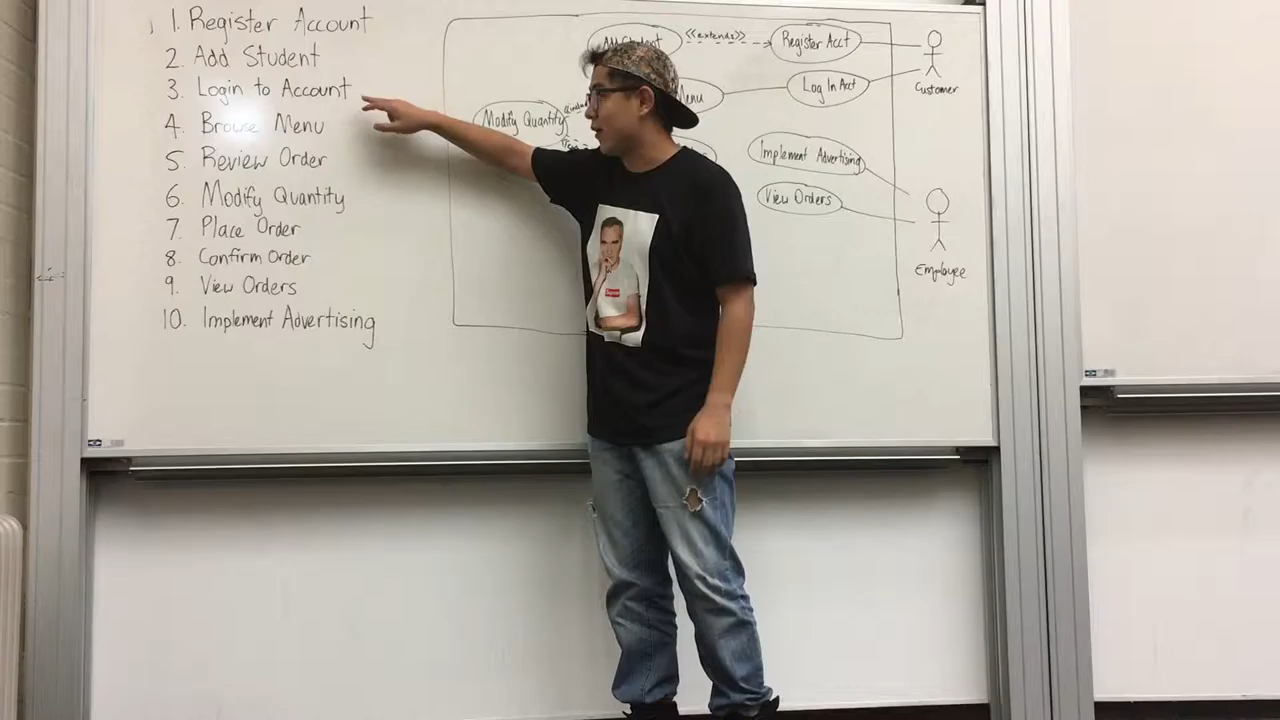 1. Register Account
2. Add Student
3. Login to Account
4. Browse Menu
5. Review Order
6. Modify Quantity
7. Place Order
8. Confirm Order
9. View Orders
10. Implement Advertising
<<extends>>
Register Acct
Log In Acct
Customer
Menu
Modify Quantity
Implement Advertising
View Orders
Employee
Supreme